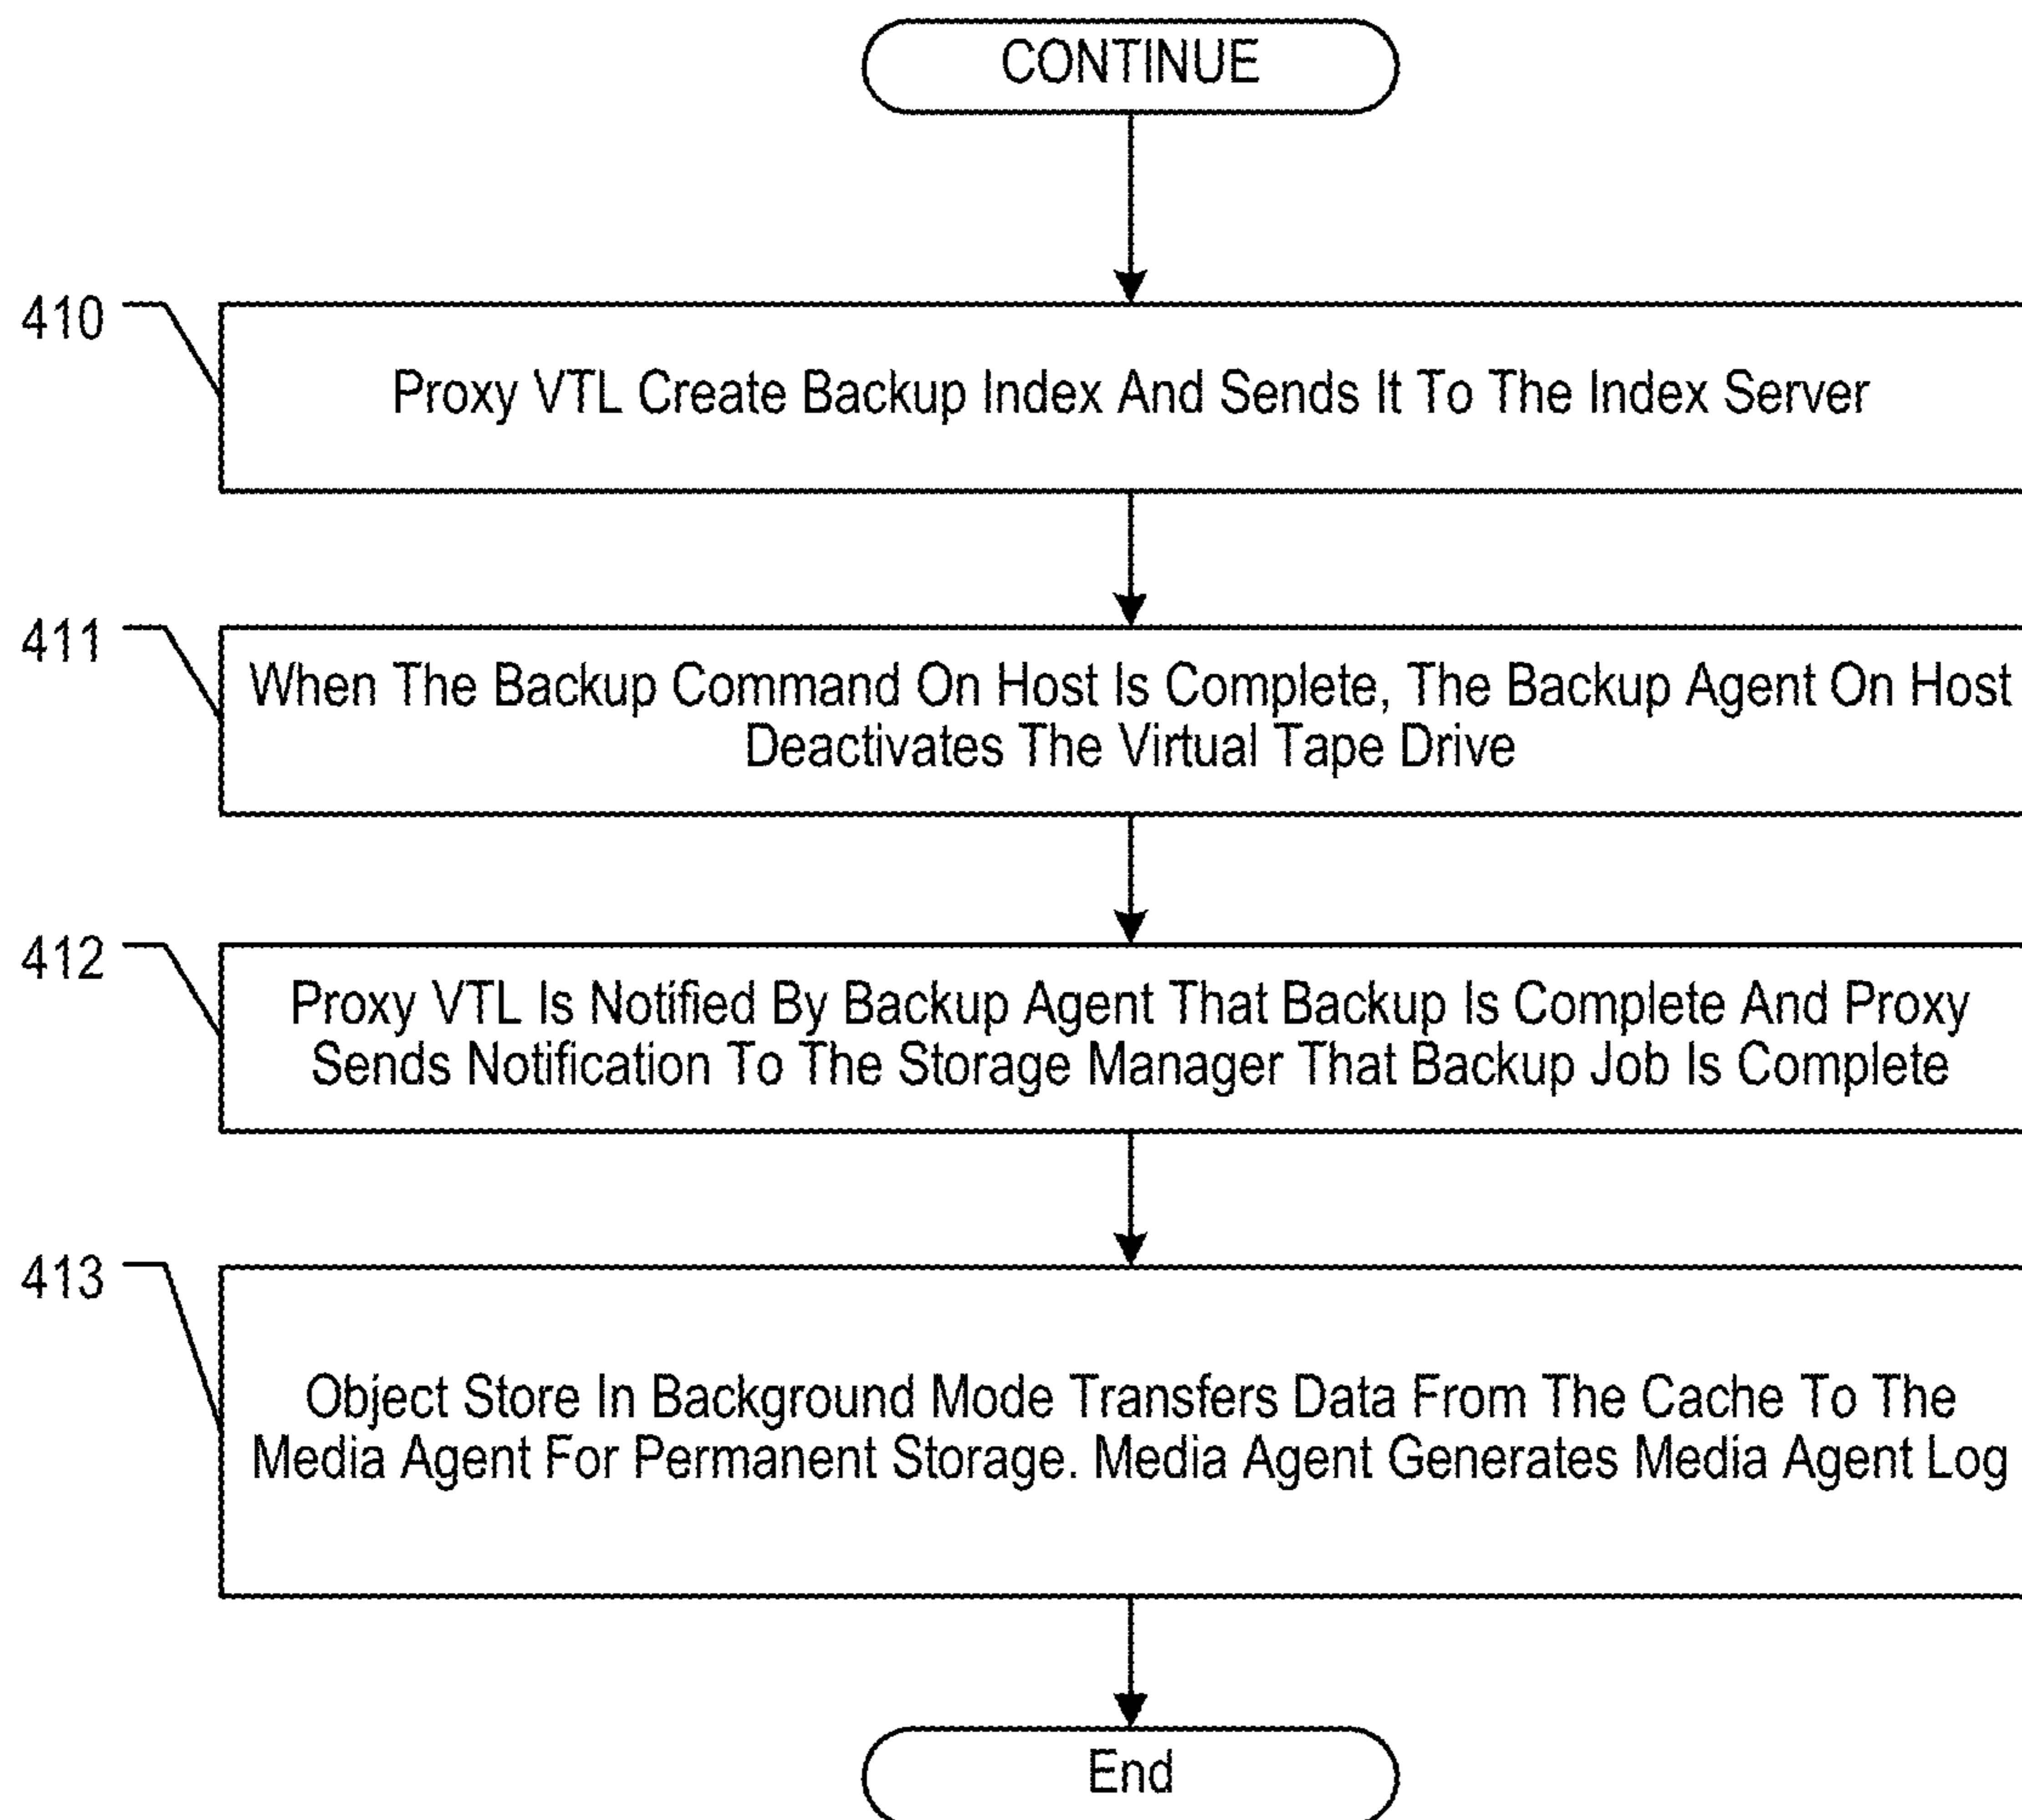 CONTINUE
410
Proxy VTL Create Backup Index And Sends It To The Index Server
411
When The Backup Command On Host Is Complete, The Backup Agent On Host
Deactivates The Virtual Tape Drive
412
Proxy VTL Is Notified By Backup Agent That Backup Is Complete And Proxy
Sends Notification To The Storage Manager That Backup Job Is Complete
413
Object Store In Background Mode Transfers Data From The Cache To The
Media Agent For Permanent Storage. Media Agent Generates Media Agent Log
End